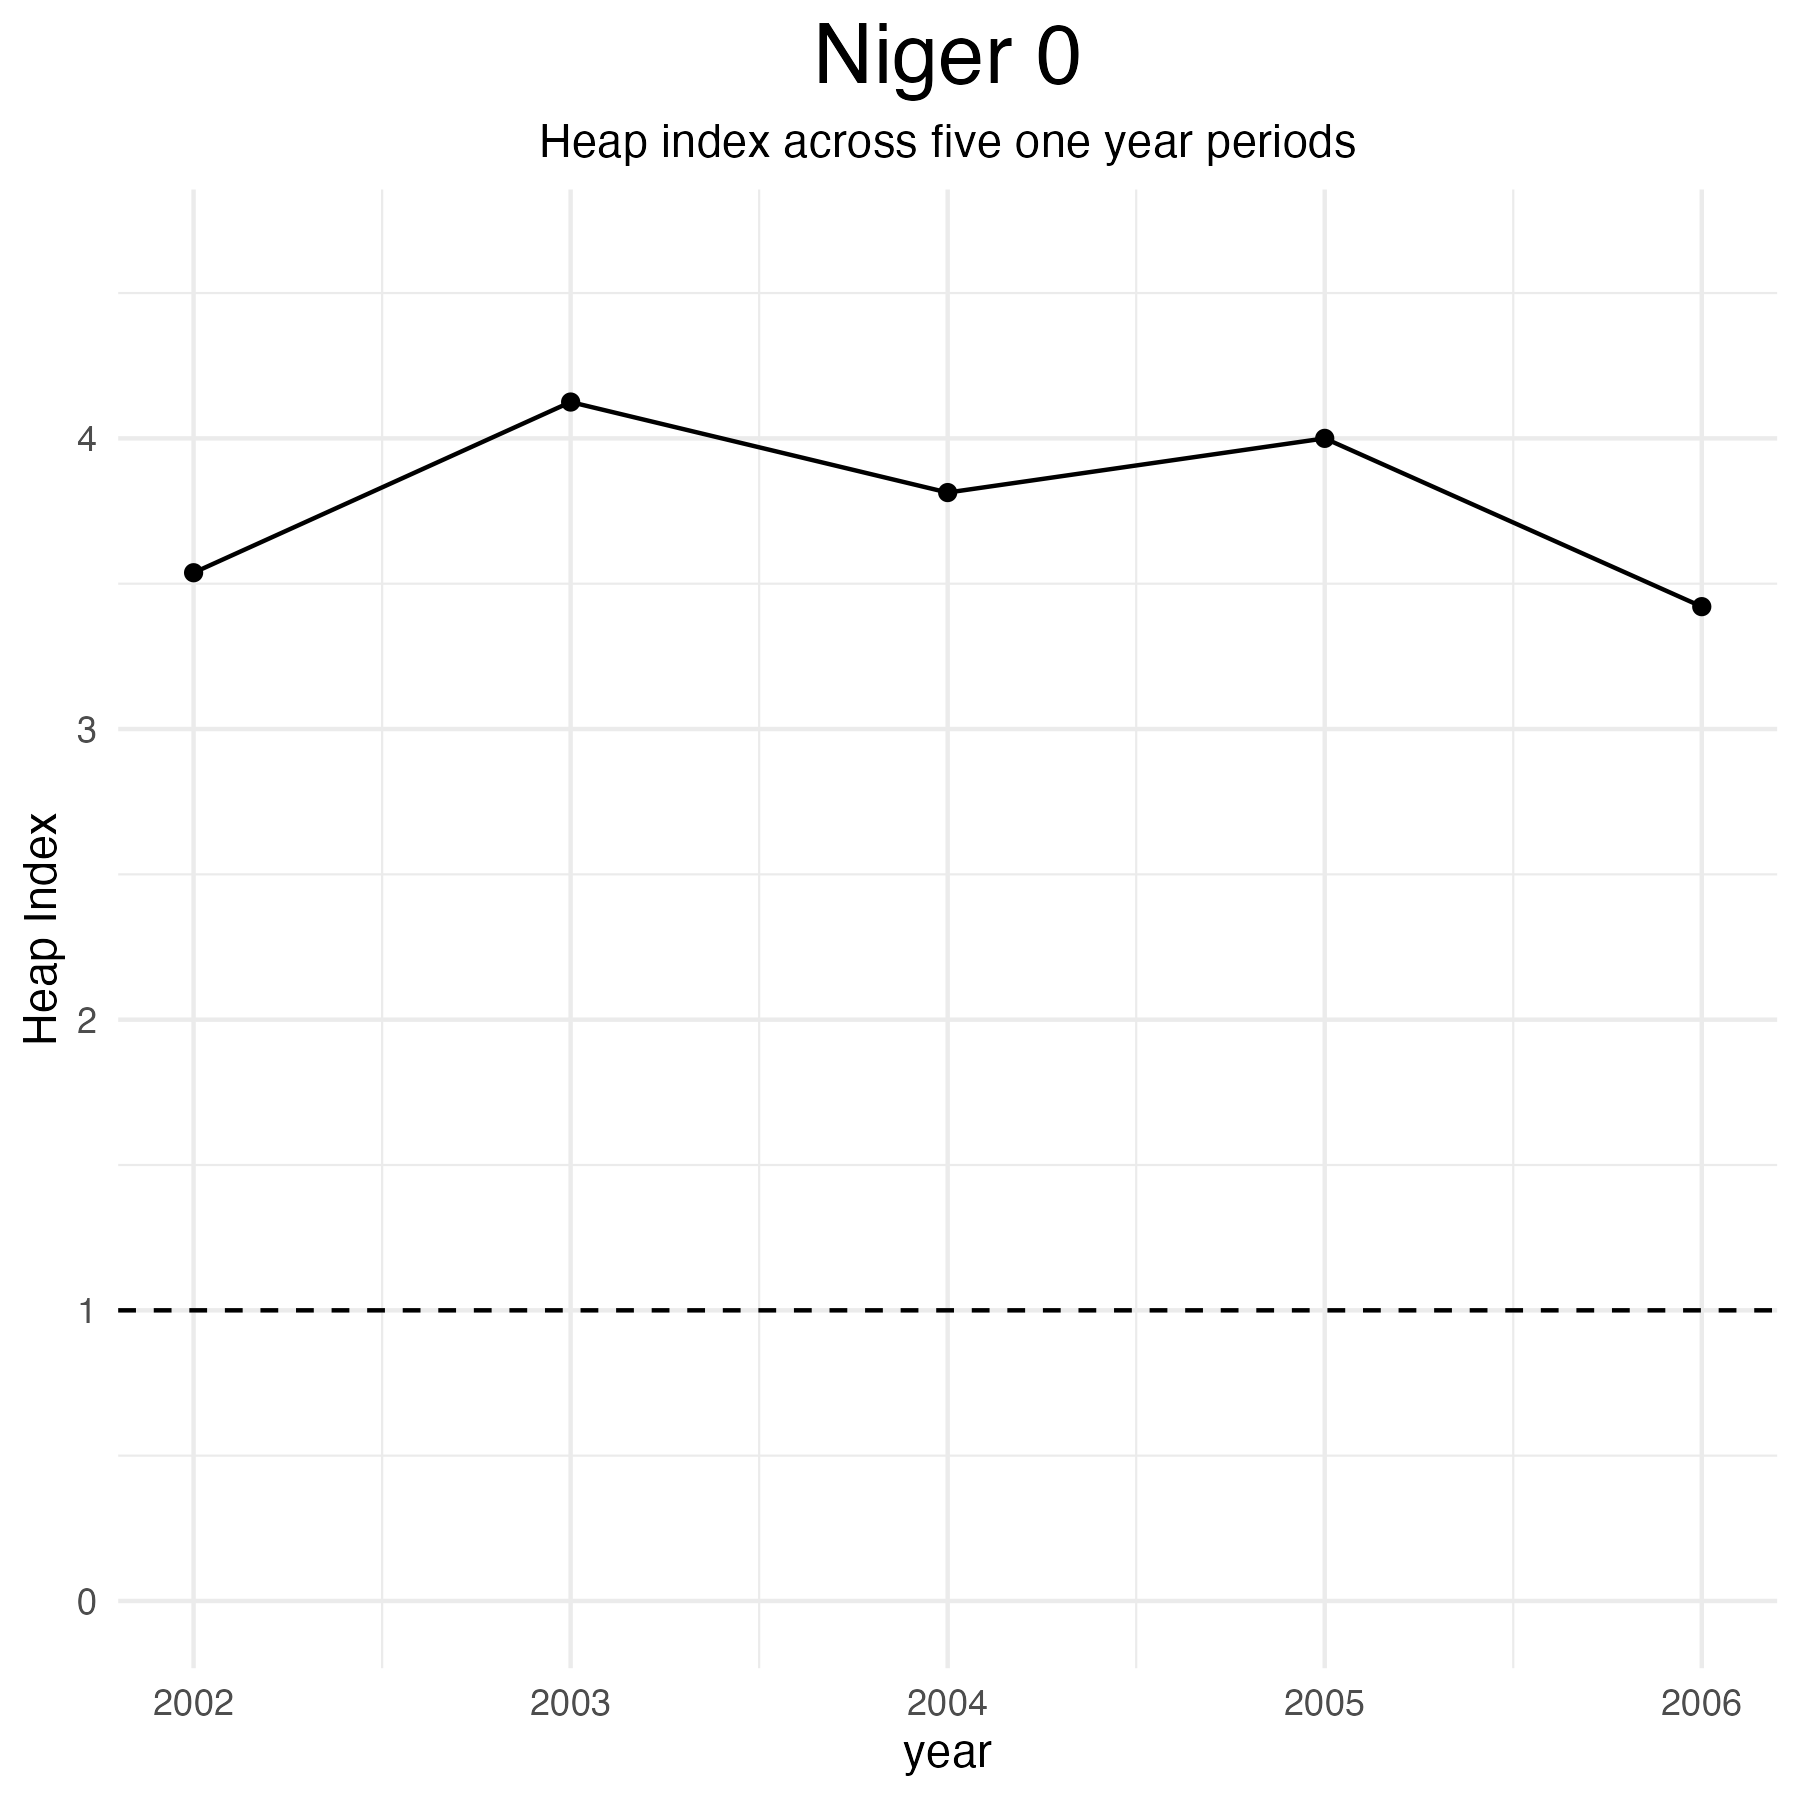 Niger 0
Heap index across five one year periods
Heap Index
4
3
2
1
0
2002 2003 2004 2005 2006
year